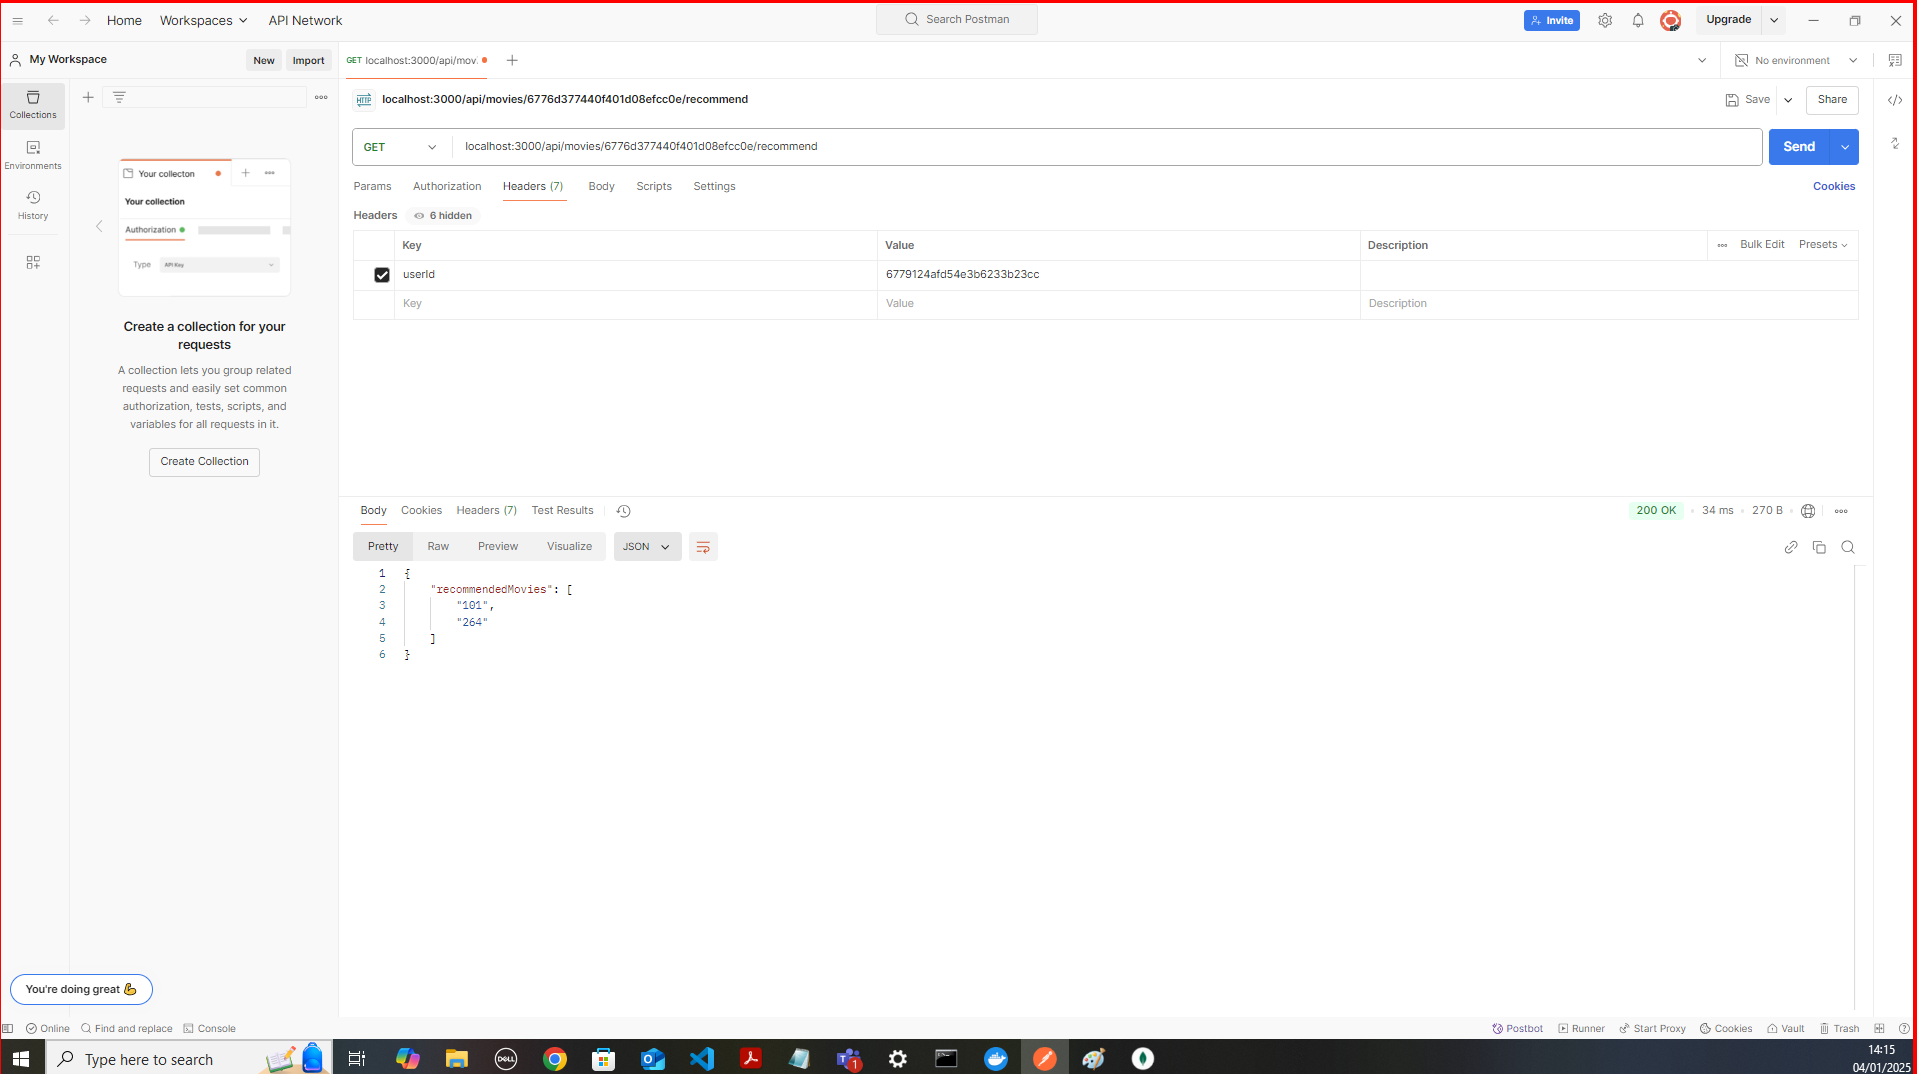 Home Workspaces API Network Search Postman Invite Upgrade
My Workspace New Import GET localhost:3000/api/mov. No environment
Collections
Environments
History
Your collecton
Your collection
Authorization
Type API Key
Create a collection for your
requests
A collection lets you group related
requests and easily set common
authorization, tests, scripts, and
variables for all requests in it.
Create Collection
HTTP localhost:3000/api/movies/6776d377440f401d08efcc0e/recommend Save Share
GET localhost:3000/api/movies/6776d377440f401d08efcc0e/recommend Send
Params Authorization Headers (7) Body Scripts Settings Cookies
Headers 6 hidden
Key Value Description Bulk Edit Presets
userId 6779124afd54e3b6233b23cc
Key Value Description
Body Cookies Headers (7) Test Results 200 OK 34 ms 270 B
Pretty Raw Preview Visualize JSON
1 {
2 "recommendedMovies": [
3 "101",
4 "264"
5 ]
6 }
You're doing great 💪
Online Find and replace Console Postbot Runner Start Proxy Cookies Vault Trash
Type here to search DELL 1 14:15
04/01/2025